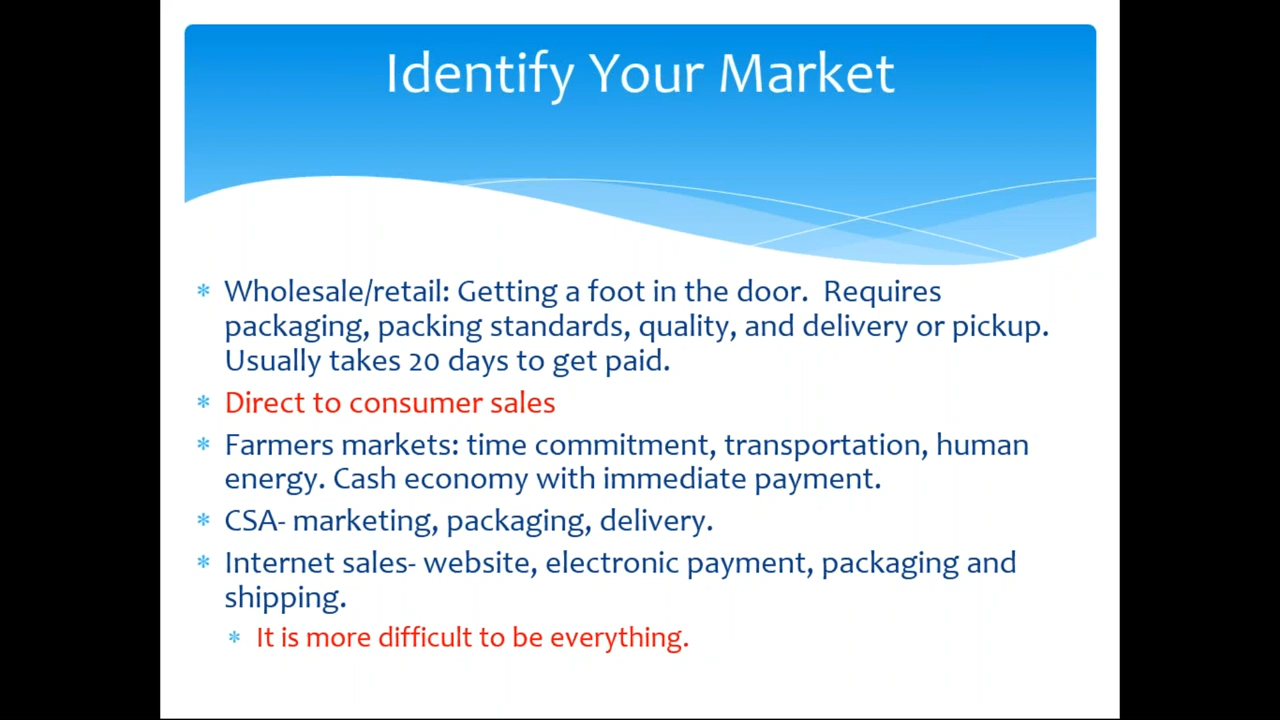 Identify Your Market
* Wholesale/retail: Getting a foot in the door.  Requires
packaging, packing standards, quality, and delivery or pickup.
Usually takes 20 days to get paid.
* Direct to consumer sales
* Farmers markets: time commitment, transportation, human
energy. Cash economy with immediate payment.
* CSA- marketing, packaging, delivery.
* Internet sales- website, electronic payment, packaging and
shipping.
* It is more difficult to be everything.